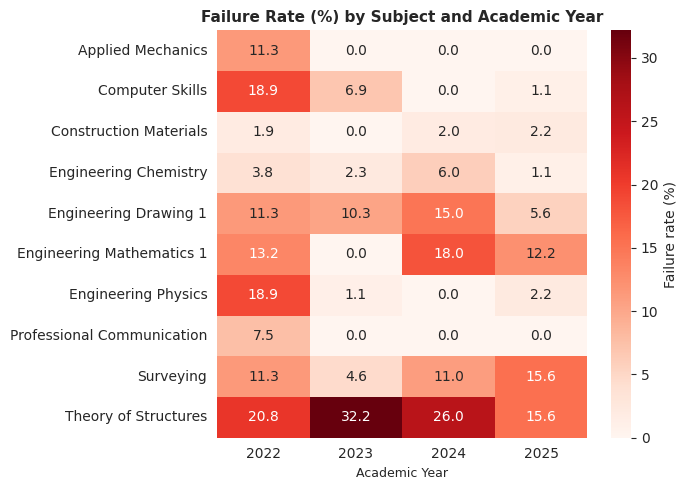 Failure Rate (%) by Subject and Academic Year
Applied Mechanics 11.3 0.0 0.0 0.0
Computer Skills 18.9 6.9 0.0 1.1
Construction Materials 1.9 0.0 2.0 2.2
Engineering Chemistry 3.8 2.3 6.0 1.1
Engineering Drawing 1 11.3 10.3 15.0 5.6
Engineering Mathematics 1 13.2 0.0 18.0 12.2
Engineering Physics 18.9 1.1 0.0 2.2
Professional Communication 7.5 0.0 0.0 0.0
Surveying 11.3 4.6 11.0 15.6
Theory of Structures 20.8 32.2 26.0 15.6
2022 2023 2024 2025
Academic Year
30
25
20
15
10
5
0
Failure rate (%)